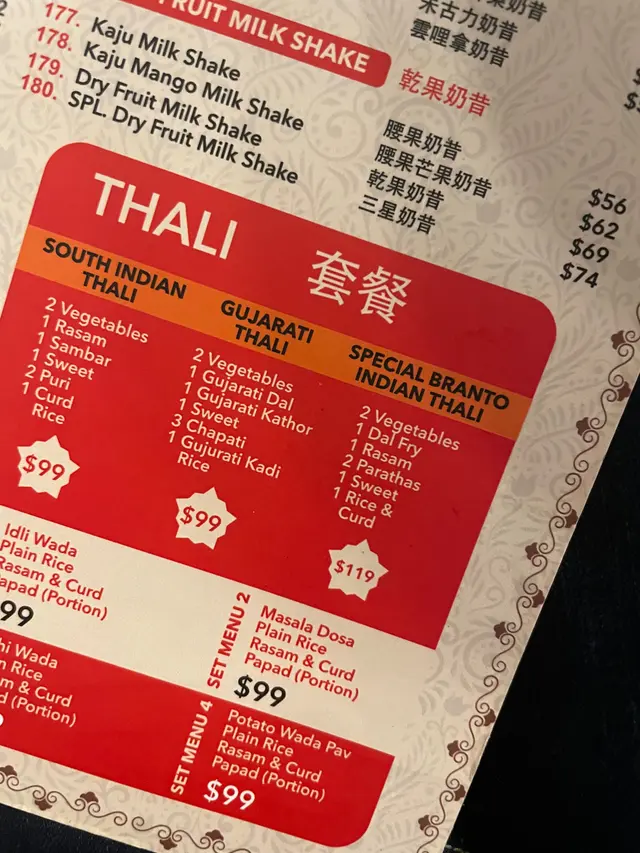 FRUIT MILK SHAKE
乾果奶昔
177. Kaju Milk Shake 腰果奶昔 $56
178. Kaju Mango Milk Shake 腰果芒果奶昔 $62
179. Dry Fruit Milk Shake 乾果奶昔 $69
180. SPL. Dry Fruit Milk Shake 三星奶昔 $74
雲哩拿奶昔
THALI 套餐
SOUTH INDIAN
THALI
2 Vegetables
1 Rasam
1 Sambar
1 Sweet
2 Puri
1 Curd
Rice
$99
GUJARATI
THALI
2 Vegetables
1 Gujarati Dal
1 Gujarati Kathor
1 Sweet
3 Chapati
1 Gujurati Kadi
Rice
$99
SPECIAL BRANTO
INDIAN THALI
2 Vegetables
1 Dal Fry
1 Rasam
2 Parathas
1 Sweet
1 Rice &
Curd
$119
Idli Wada
Plain Rice
Rasam & Curd
Papad (Portion)
SET MENU 2
Masala Dosa
Plain Rice
Rasam & Curd
Papad (Portion)
$99
Wada
Rice
& Curd
(Portion)
SET MENU 4
Potato Wada Pav
Plain Rice
Rasam & Curd
Papad (Portion)
$99